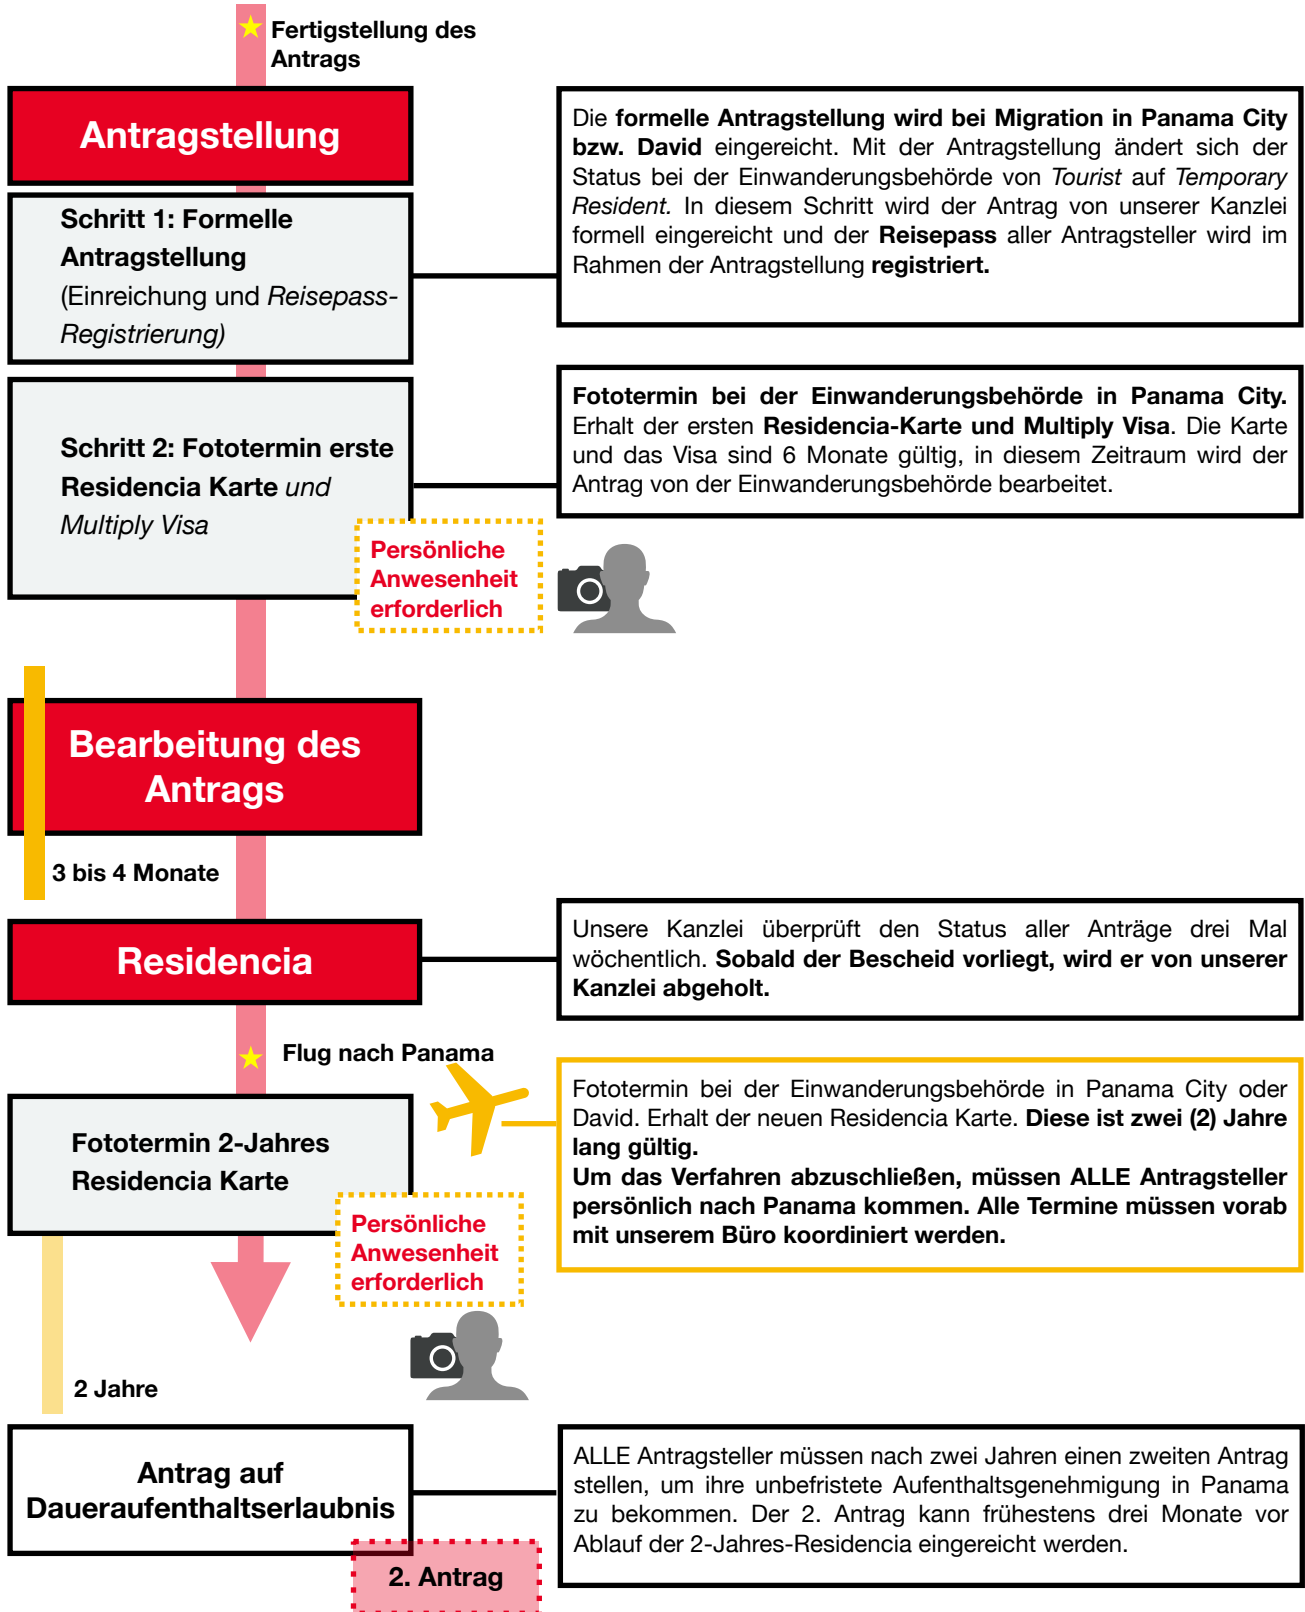 Fertigstellung des
Antrags
Antragstellung
Die formelle Antragstellung wird bei Migration in Panama City
bzw. David eingereicht. Mit der Antragstellung ändert sich der
Status bei der Einwanderungsbehörde von Tourist auf Temporary
Resident. In diesem Schritt wird der Antrag von unserer Kanzlei
formell eingereicht und der Reisepass aller Antragsteller wird im
Rahmen der Antragstellung registriert.
Schritt 1: Formelle
Antragstellung
(Einreichung und Reisepass-
Registrierung)
Schritt 2: Fototermin erste
Residencia Karte und
Multiply Visa
Fototermin bei der Einwanderungsbehörde in Panama City.
Erhalt der ersten Residencia-Karte und Multiply Visa. Die Karte
und das Visa sind 6 Monate gültig, in diesem Zeitraum wird der
Antrag von der Einwanderungsbehörde bearbeitet.
Persönliche
Anwesenheit
erforderlich
Bearbeitung des
Antrags
3 bis 4 Monate
Residencia
Unsere Kanzlei überprüft den Status aller Anträge drei Mal
wöchentlich. Sobald der Bescheid vorliegt, wird er von unserer
Kanzlei abgeholt.
Flug nach Panama
Fototermin 2-Jahres
Residencia Karte
Fototermin bei der Einwanderungsbehörde in Panama City oder
David. Erhalt der neuen Residencia Karte. Diese ist zwei (2) Jahre
lang gültig.
Um das Verfahren abzuschließen, müssen ALLE Antragsteller
persönlich nach Panama kommen. Alle Termine müssen vorab
mit unserem Büro koordiniert werden.
Persönliche
Anwesenheit
erforderlich
2 Jahre
Antrag auf
Daueraufenthaltserlaubnis
ALLE Antragsteller müssen nach zwei Jahren einen zweiten Antrag
stellen, um ihre unbefristete Aufenthaltsgenehmigung in Panama
zu bekommen. Der 2. Antrag kann frühestens drei Monate vor
Ablauf der 2-Jahres-Residencia eingereicht werden.
2. Antrag